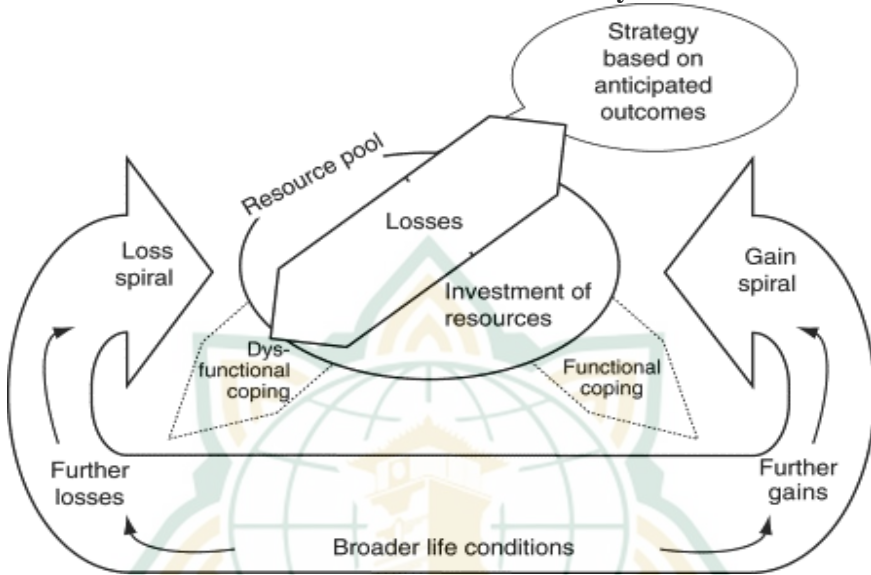 Strategy
based on
anticipated
outcomes
Resource pool
Losses
Loss
spiral
Gain
spiral
Investment of
resources
Dys-
functional
coping
Functional
coping
Further
losses
Further
gains
Broader life conditions